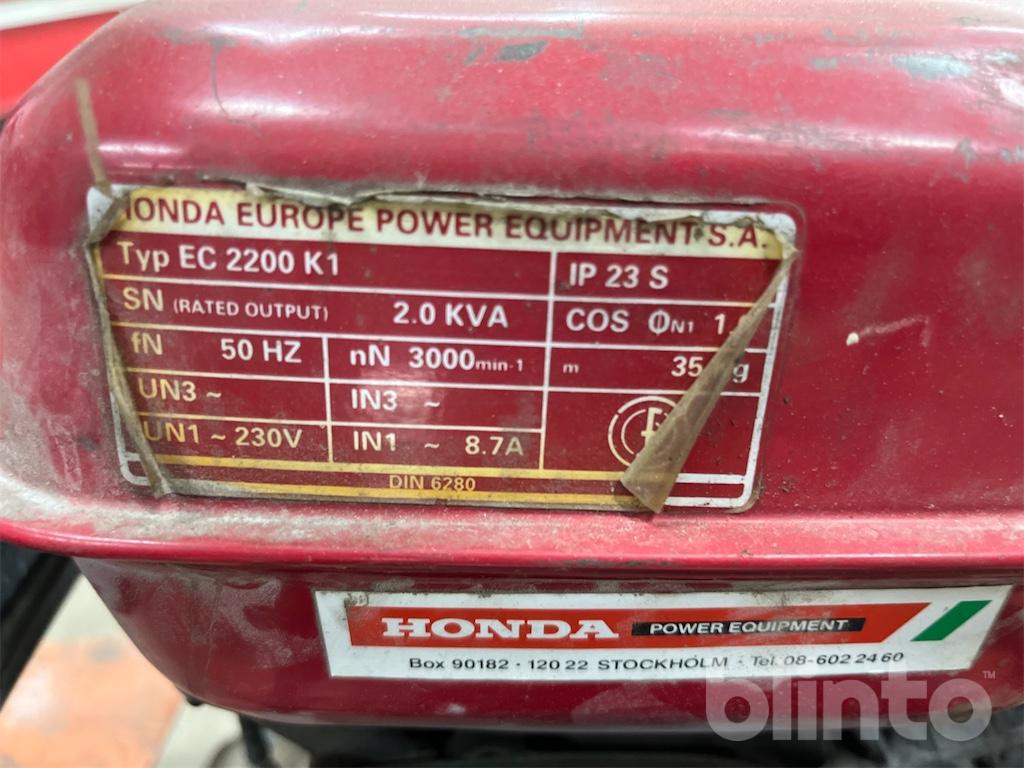 HONDA EUROPE POWER EQUIPMENT S.A.
Typ EC 2200 K1 IP 23 S
SN (RATED OUTPUT) 2.0 KVA COS ΦN1
fN 50 HZ nN 3000min-1 m 35
UN3 ~ IN3 ~
UN1 ~ 230V IN1 ~ 8.7A
DIN 6280
HONDA POWER EQUIPMENT
Box 90182 · 120 22 STOCKHOLM · Tel. 08-602 24 60
blinto™